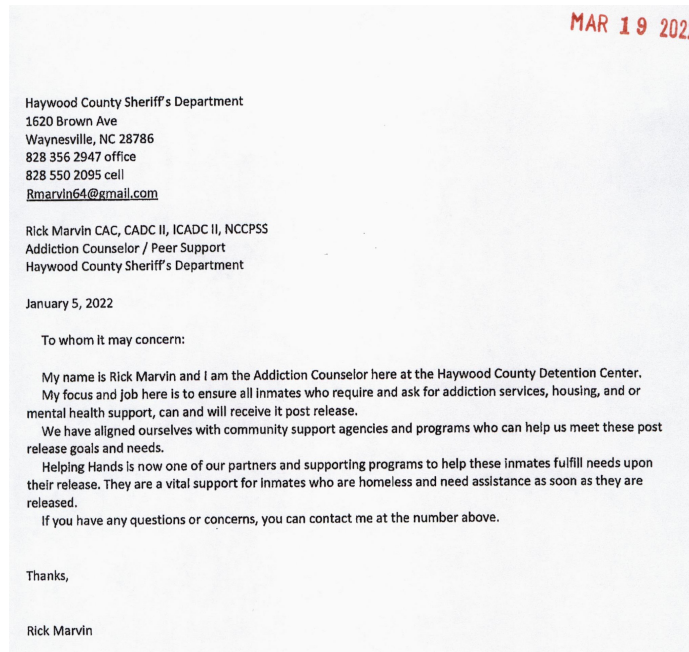 MAR 19 202
Haywood County Sheriff's Department
1620 Brown Ave
Waynesville, NC 28786
828 356 2947 office
828 550 2095 cell
Rmarvin64@gmail.com
Rick Marvin CAC, CADC II, ICADC II, NCCPSS
Addiction Counselor / Peer Support
Haywood County Sheriff's Department
January 5, 2022
To whom it may concern:
My name is Rick Marvin and I am the Addiction Counselor here at the Haywood County Detention Center.
My focus and job here is to ensure all inmates who require and ask for addiction services, housing, and or
mental health support, can and will receive it post release.
We have aligned ourselves with community support agencies and programs who can help us meet these post
release goals and needs.
Helping Hands is now one of our partners and supporting programs to help these inmates fulfill needs upon
their release. They are a vital support for inmates who are homeless and need assistance as soon as they are
released.
If you have any questions or concerns, you can contact me at the number above.
Thanks,
Rick Marvin